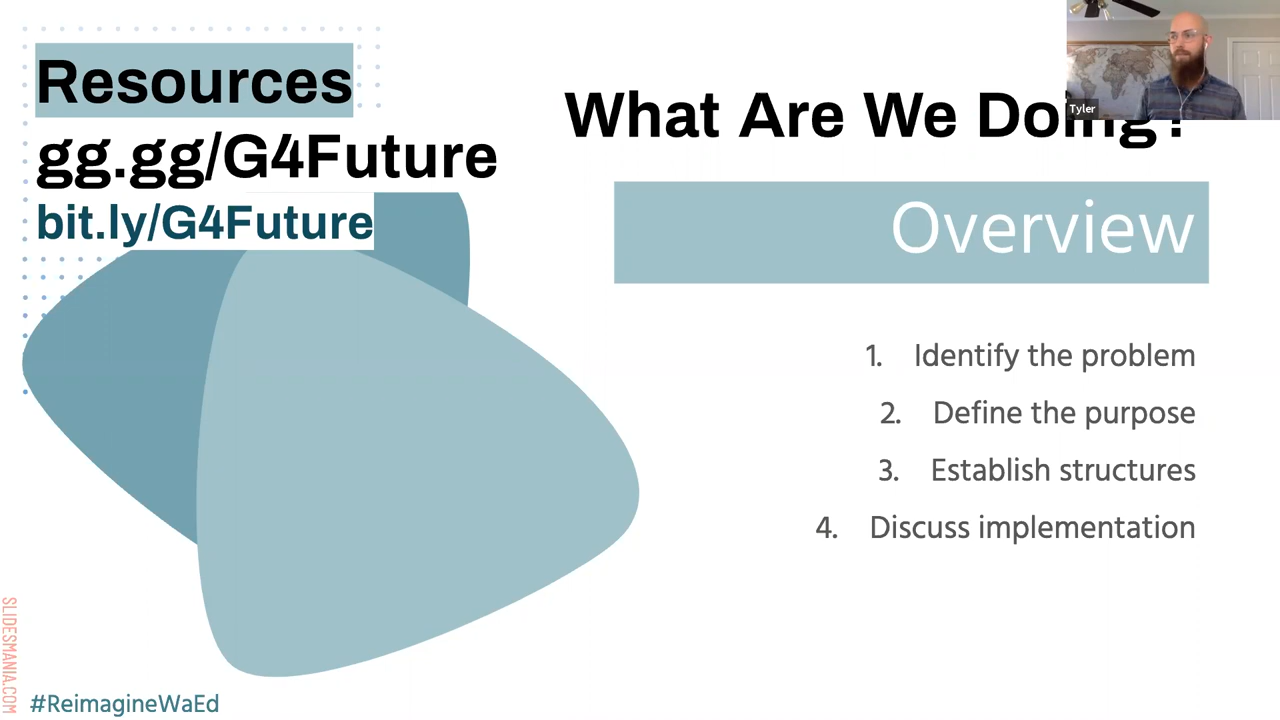 Resources
gg.gg/G4Future
bit.ly/G4Future
What Are We Doing?
Overview
1. Identify the problem
2. Define the purpose
3. Establish structures
4. Discuss implementation
Tyler
SLIDESMANIA.COM
#ReimagineWaEd